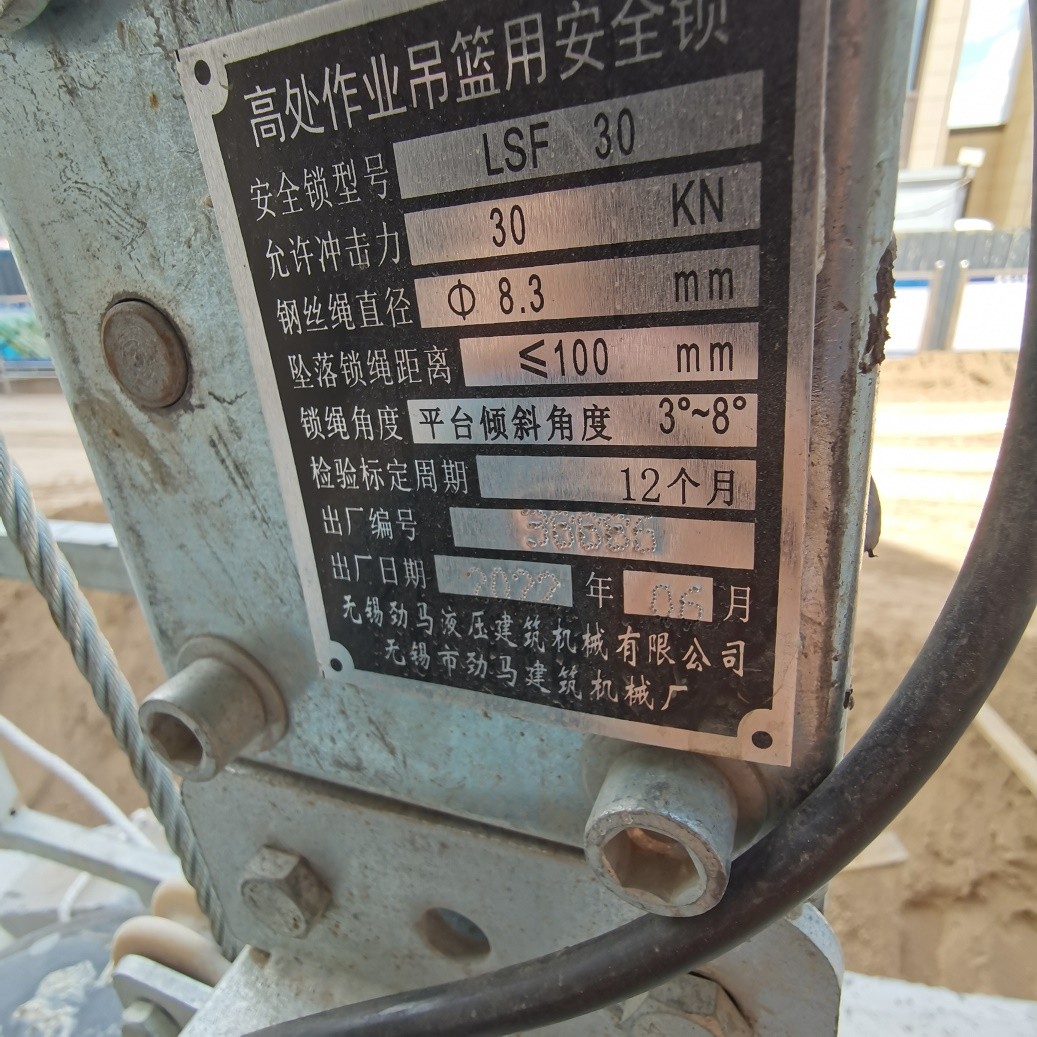 高处作业吊篮用安全锁
安全锁型号 LSF 30
允许冲击力 30 KN
钢丝绳直径 Φ 8.3 mm
坠落锁绳距离 ≤100 mm
锁绳角度 平台倾斜角度 3°~8°
检验标定周期 12个月
出厂编号
出厂日期 2022 年 06 月
无锡劲马液压建筑机械有限公司
无锡市劲马建筑机械厂